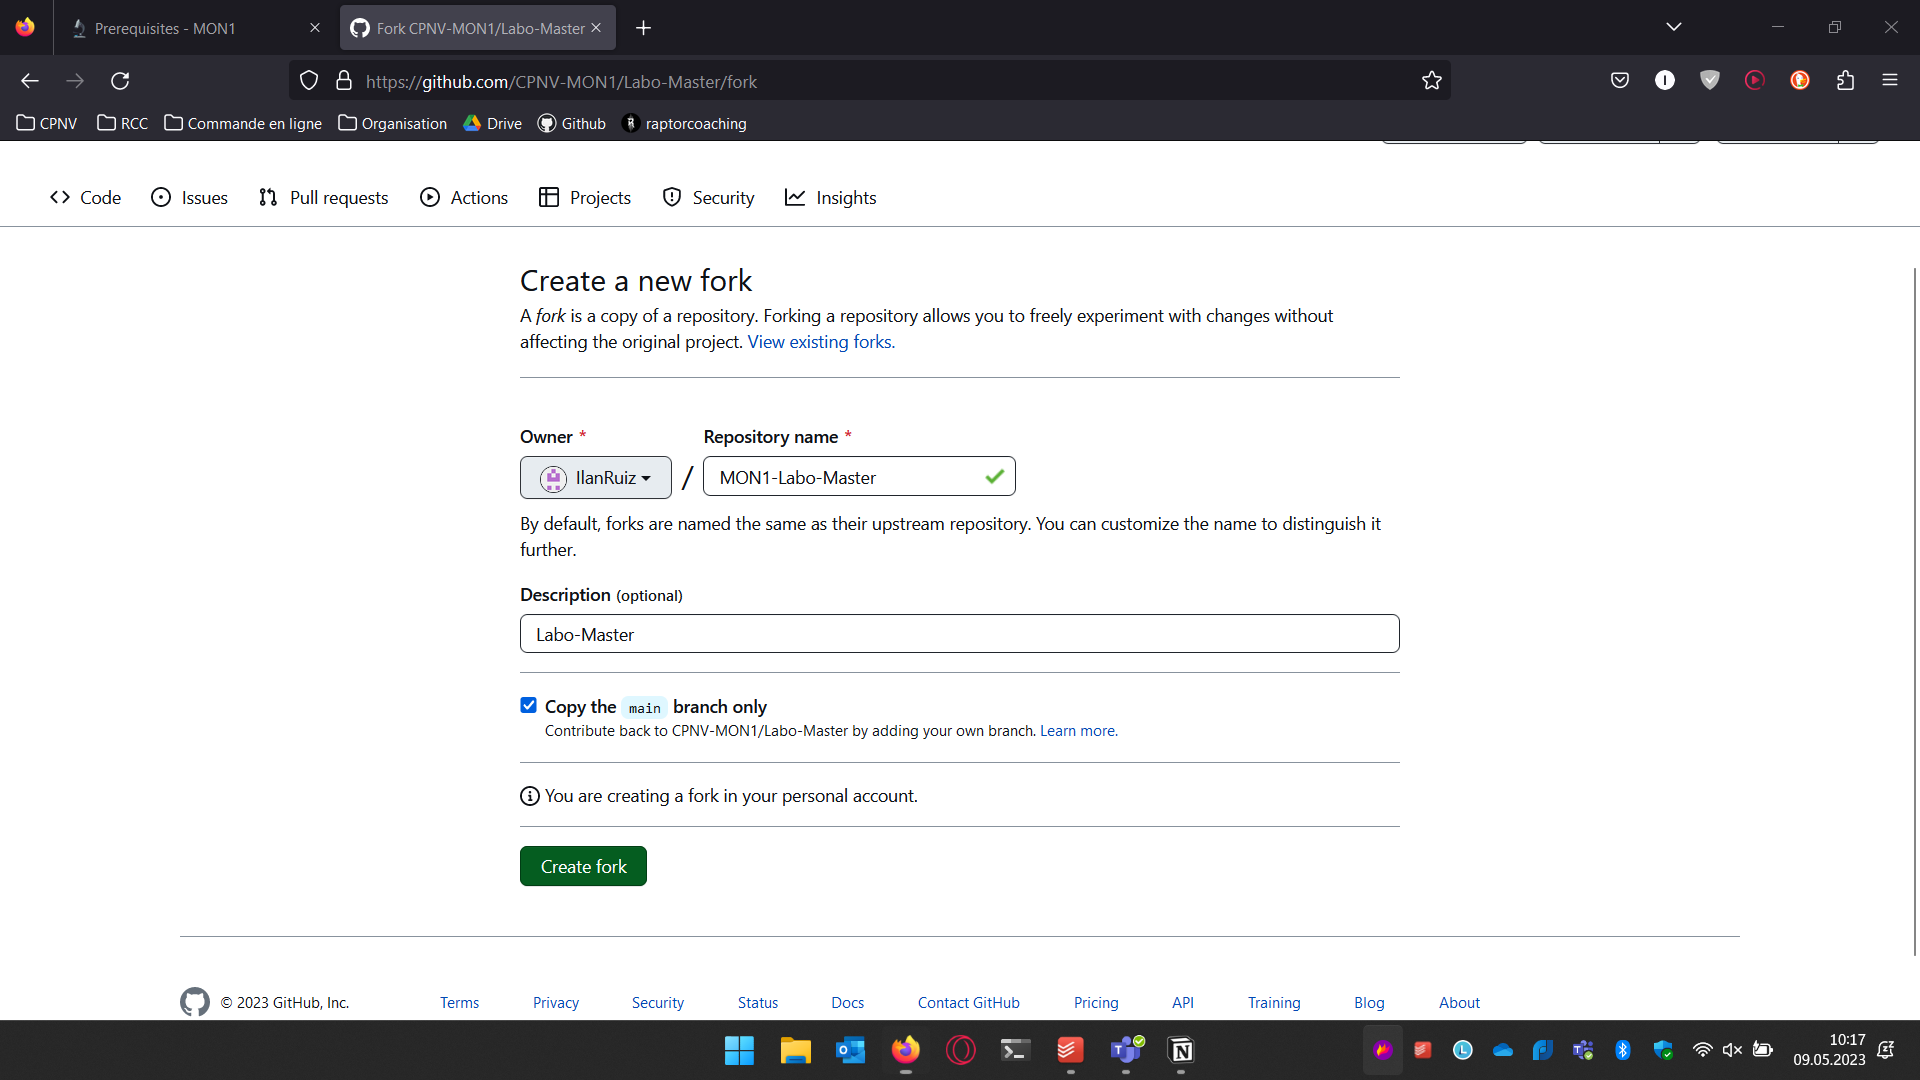 Prerequisites - MON1
Fork CPNV-MON1/Labo-Master
https://github.com/CPNV-MON1/Labo-Master/fork
CPNV
RCC
Commande en ligne
Organisation
Drive
Github
raptorcoaching
Code
Issues
Pull requests
Actions
Projects
Security
Insights
Create a new fork
A fork is a copy of a repository. Forking a repository allows you to freely experiment with changes without
affecting the original project. View existing forks.
Owner *
Repository name *
IlanRuiz
/
MON1-Labo-Master
By default, forks are named the same as their upstream repository. You can customize the name to distinguish it
further.
Description (optional)
Labo-Master
Copy the main branch only
Contribute back to CPNV-MON1/Labo-Master by adding your own branch. Learn more.
You are creating a fork in your personal account.
Create fork
© 2023 GitHub, Inc.
Terms
Privacy
Security
Status
Docs
Contact GitHub
Pricing
API
Training
Blog
About
10:17
09.05.2023